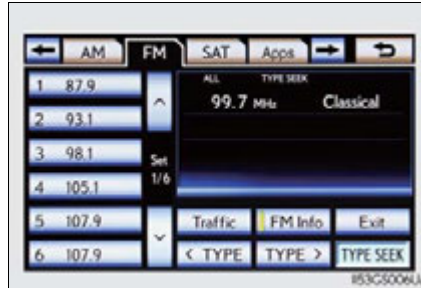 AM FM SAT Apps
ALL TYPE SEEK
1 87.9
99.7 MHz Classical
2 93.1
3 98.1
Set
1/6
4 105.1
5 107.9
Traffic FM Info Exit
6 107.9
< TYPE TYPE > TYPE SEEK
IIS3GS006U